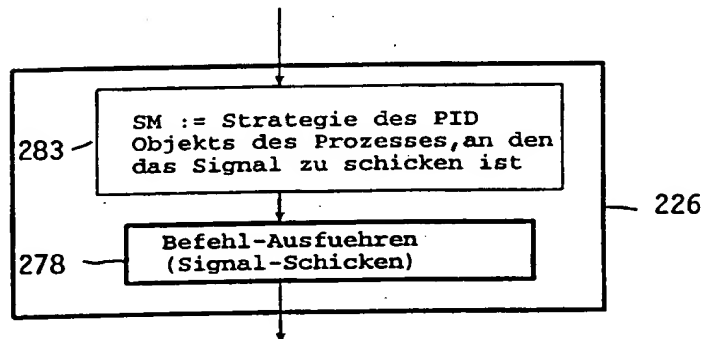 SM := Strategie des PID
Objekts des Prozesses,an den
das Signal zu schicken ist
283
226
Befehl-Ausfuehren
(Signal-Schicken)
278